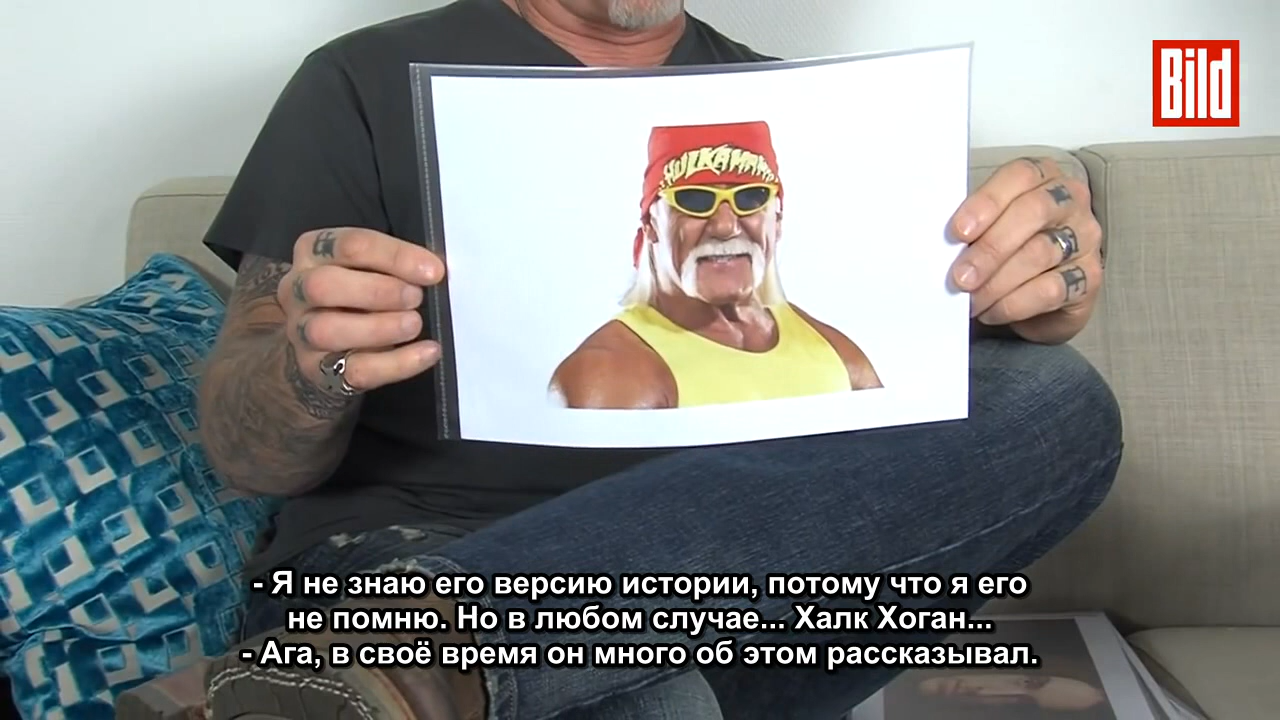 Bild
HULKAMANIA
- Я не знаю его версию истории, потому что я его
не помню. Но в любом случае... Халк Хоган...
- Ага, в своё время он много об этом рассказывал.